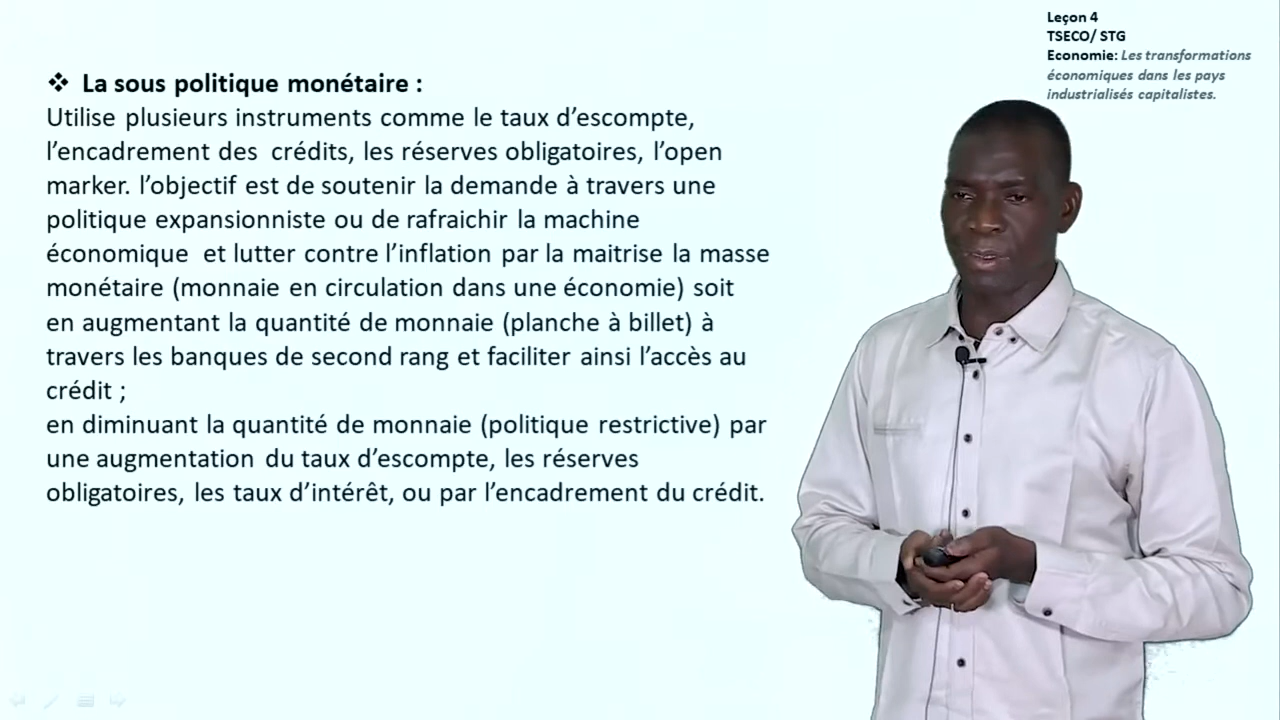 Leçon 4
TSECO/ STG
Economie: Les transformations
économiques dans les pays
industrialisés capitalistes.
❖ La sous politique monétaire :
Utilise plusieurs instruments comme le taux d’escompte,
l’encadrement des crédits, les réserves obligatoires, l’open
marker. l’objectif est de soutenir la demande à travers une
politique expansionniste ou de rafraichir la machine
économique et lutter contre l’inflation par la maitrise la masse
monétaire (monnaie en circulation dans une économie) soit
en augmentant la quantité de monnaie (planche à billet) à
travers les banques de second rang et faciliter ainsi l’accès au
crédit ;
en diminuant la quantité de monnaie (politique restrictive) par
une augmentation du taux d’escompte, les réserves
obligatoires, les taux d’intérêt, ou par l’encadrement du crédit.